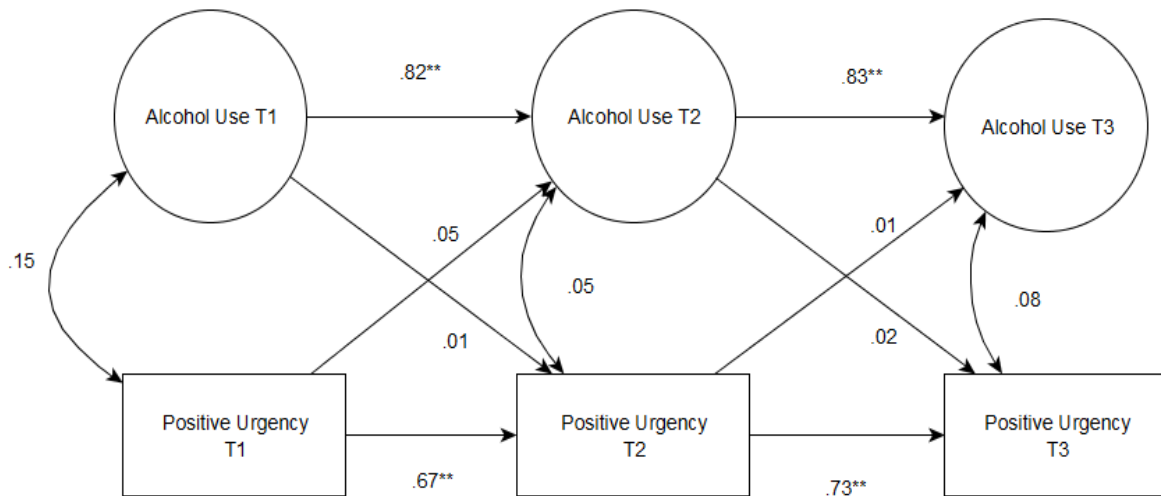 .82**
.83**
Alcohol Use T1
Alcohol Use T2
Alcohol Use T3
.05
.01
.15
.05
.08
.01
.02
Positive Urgency
T1
Positive Urgency
T2
Positive Urgency
T3
.67**
.73**